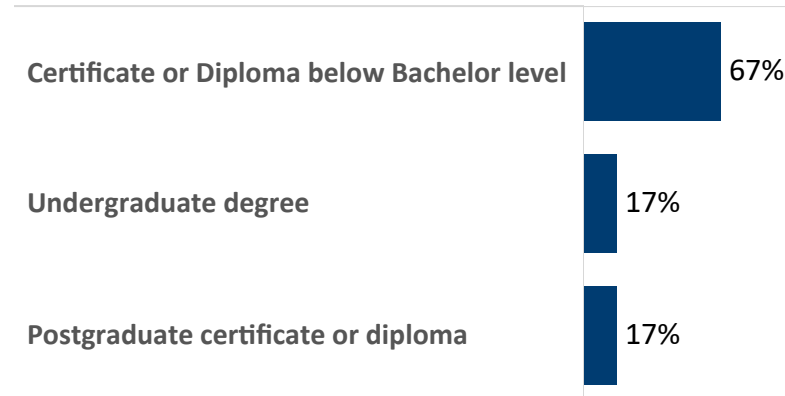 Certificate or Diploma below Bachelor level 67%
Undergraduate degree 17%
Postgraduate certificate or diploma 17%